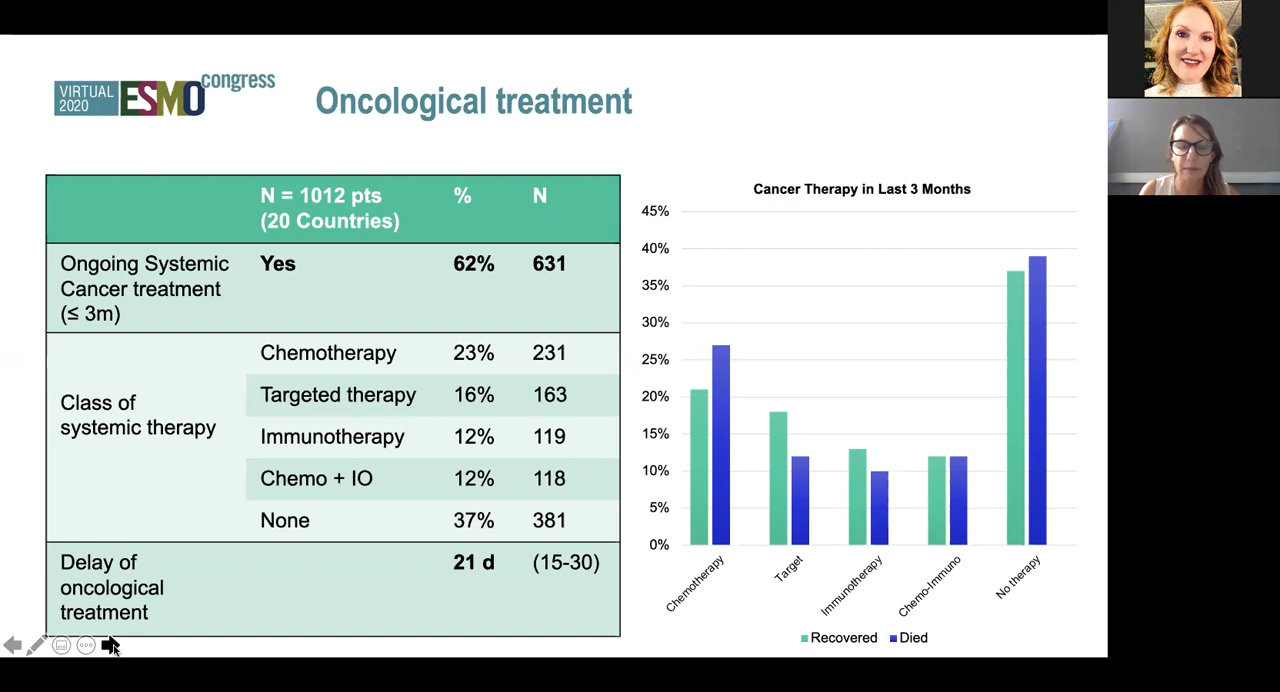 VIRTUAL
2020
ESMO
congress
Oncological treatment
N = 1012 pts
(20 Countries)
%
N
Ongoing Systemic
Cancer treatment
(≤ 3m)
Yes
62%
631
Class of
systemic therapy
Chemotherapy
23%
231
Targeted therapy
16%
163
Immunotherapy
12%
119
Chemo + IO
12%
118
None
37%
381
Delay of
oncological
treatment
21 d
(15-30)
Cancer Therapy in Last 3 Months
45%
40%
35%
30%
25%
20%
15%
10%
5%
0%
Chemotherapy
Target
Immunotherapy
Chemo-Immuno
No therapy
Recovered
Died